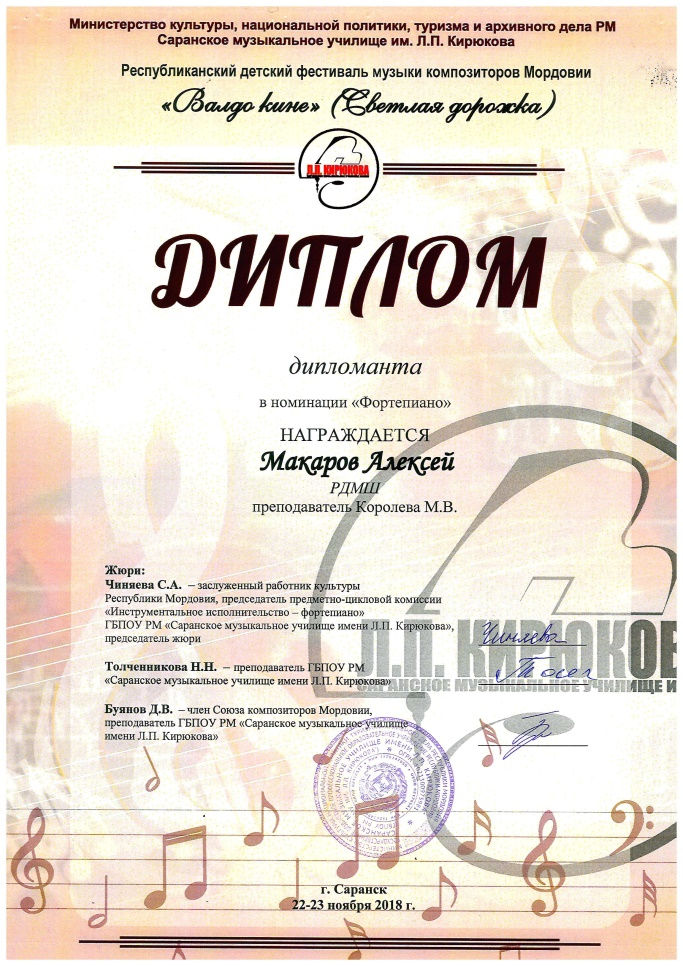 Министерство культуры, национальной политики, туризма и архивного дела РМ
Саранское музыкальное училище им. Л.П. Кирюкова
Республиканский детский фестиваль музыки композиторов Мордовии
«Валдо кине» (Светлая дорожка)
Л.П. КИРЮКОВА
ДИПЛОМ
дипломанта
в номинации «Фортепиано»
НАГРАЖДАЕТСЯ
Макаров Алексей
РДМШ
преподаватель Королева М.В.
Жюри:
Чиняева С.А. – заслуженный работник культуры
Республики Мордовия, председатель предметно-цикловой комиссии
«Инструментальное исполнительство – фортепиано»
ГБПОУ РМ «Саранское музыкальное училище имени Л.П. Кирюкова»,
председатель жюри
Чиняева
Толченникова Н.Н. – преподаватель ГБПОУ РМ
«Саранское музыкальное училище имени Л.П. Кирюкова»
Л.П. КИРЮКОВ
САРАНСКОЕ МУЗЫКАЛЬНОЕ УЧИЛИЩЕ И
Буянов Д.В. – член Союза композиторов Мордовии,
преподаватель ГБПОУ РМ «Саранское музыкальное училище
имени Л.П. Кирюкова»
г. Саранск
22-23 ноября 2018 г.